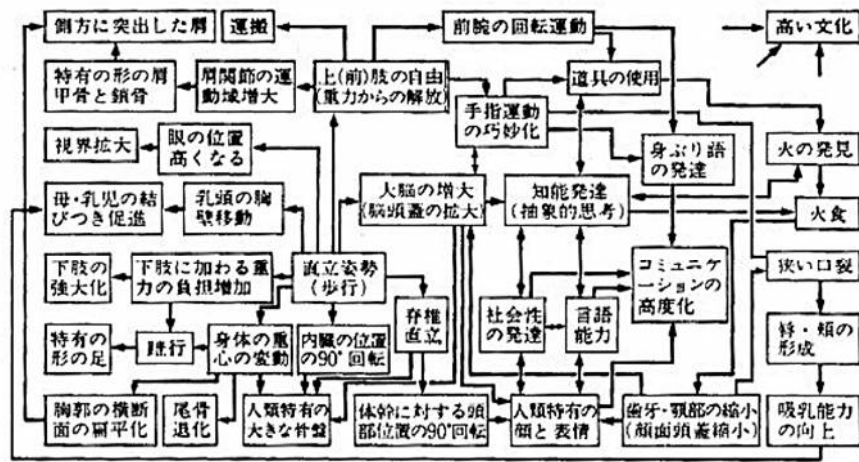 側方に突出した肩
運搬
前腕の回転運動
高い文化
特有の形の肩
甲骨と鎖骨
肩関節の運
動域増大
上(前)肢の自由
(重力からの解放)
道具の使用
手指運動
の巧妙化
視界拡大
眼の位置
高くなる
身ぶり語
の発達
火の発見
母・乳児の結
びつき促進
乳頭の胸
壁移動
大脳の増大
(脳頭蓋の拡大)
知能発達
(抽象的思考)
火食
下肢の
強大化
下肢に加わる重
力の負担増加
直立姿勢
(歩行)
脊椎
直立
社会性
の発達
言語
能力
コミュニケ
ーションの
高度化
狭い口裂
特有の
形の足
蹠行
身体の重
心の変動
内臓の位置
の90°回転
唇・頬の
形成
胸郭の横断
面の扁平化
尾骨
退化
人類特有の
大きな骨盤
体幹に対する頭
部位置の90°回転
人類特有の
顔と表情
歯牙・顎部の縮小
(顔面頭蓋縮小)
吸乳能力
の向上